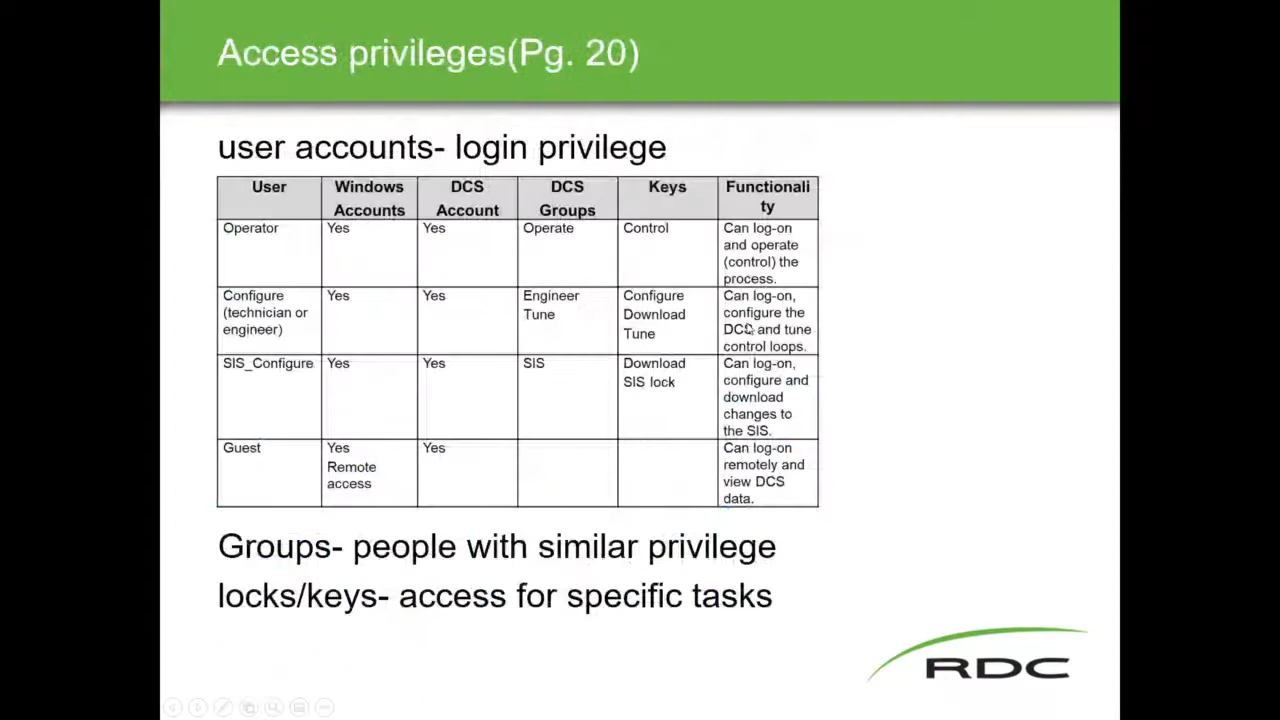 Access privileges(Pg. 20)
user accounts- login privilege
User Windows Accounts DCS Account DCS Groups Keys Functionali
ty
Operator Yes Yes Operate Control Can log-on
and operate
(control) the
process.
Configure Yes Yes Engineer Configure Can log-on,
(technician or Tune Download configure the
engineer) Tune DCS and tune
control loops.
SIS_Configure Yes Yes SIS Download Can log-on,
SIS lock configure and
download
changes to
the SIS.
Guest Yes Yes Can log-on
Remote remotely and
access view DCS
data.
Groups- people with similar privilege
locks/keys- access for specific tasks
RDC